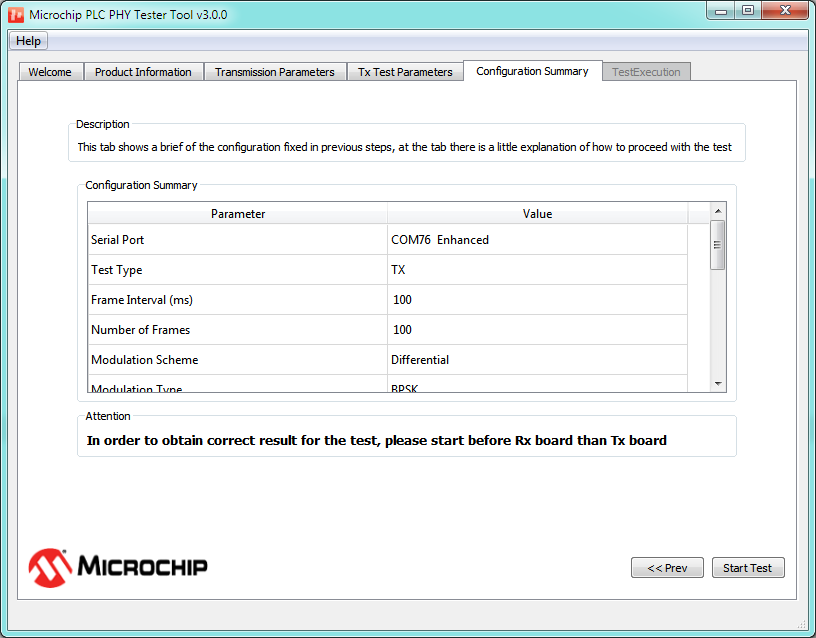 Microchip PLC PHY Tester Tool v3.0.0
Help
Welcome Product Information Transmission Parameters Tx Test Parameters Configuration Summary TestExecution
Description
This tab shows a brief of the configuration fixed in previous steps, at the tab there is a little explanation of how to proceed with the test
Configuration Summary
Parameter Value
Serial Port COM76 Enhanced
Test Type TX
Frame Interval (ms) 100
Number of Frames 100
Modulation Scheme Differential
Modulation Type BPSK
Attention
In order to obtain correct result for the test, please start before Rx board than Tx board
MICROCHIP
<< Prev Start Test